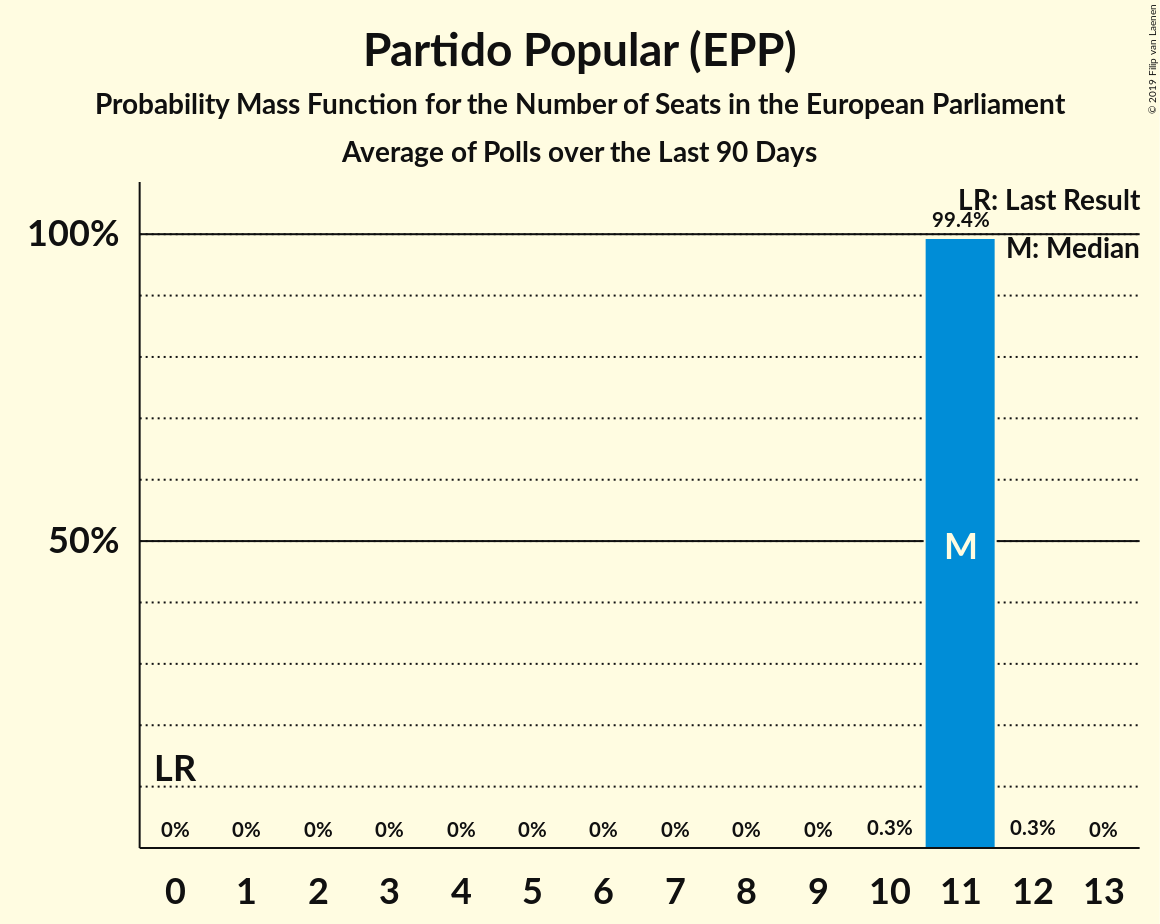 Partido Popular (EPP)
Probability Mass Function for the Number of Seats in the European Parliament
Average of Polls over the Last 90 Days
© 2019 Filip van Laenen
LR: Last Result
99.4%
100%
M: Median
50%
M
LR
0% 0% 0% 0% 0% 0% 0% 0% 0% 0% 0.3% 0.3% 0%
0 1 2 3 4 5 6 7 8 9 10 11 12 13